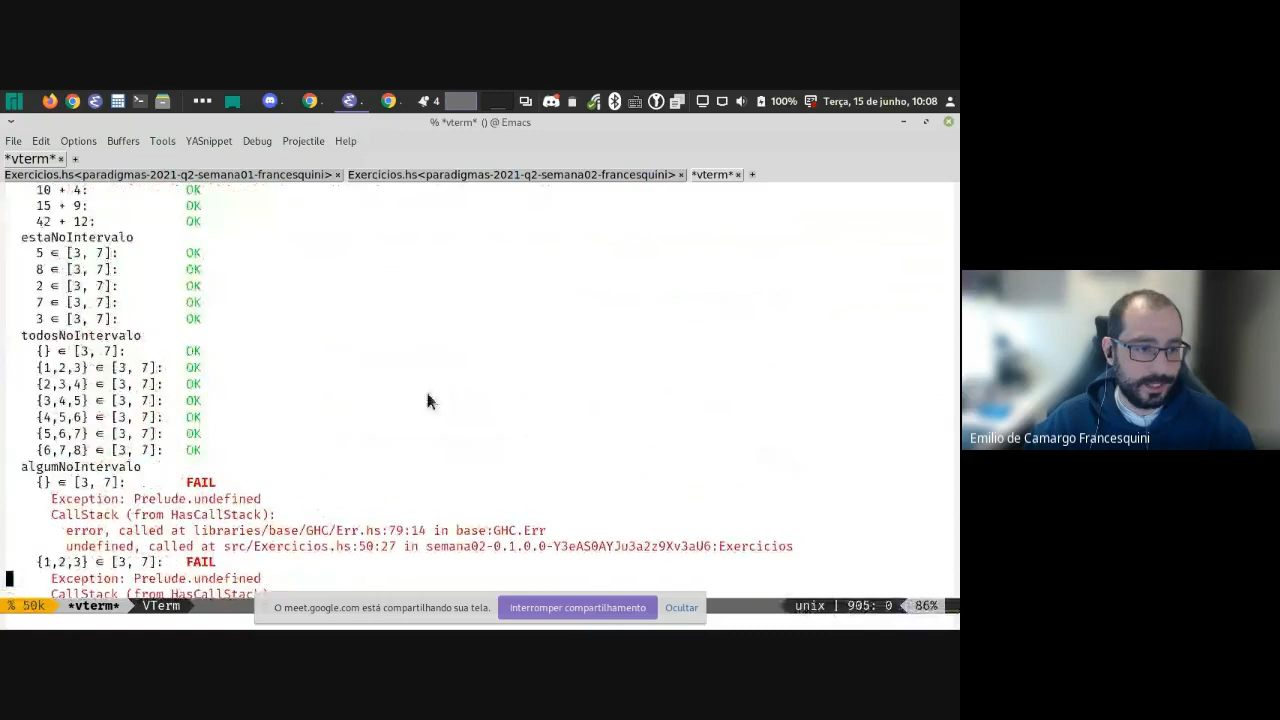 4
100%
Terça, 15 de junho, 10:08
% *vterm* () @ Emacs
File Edit Options Buffers Tools YASnippet Debug Projectile Help
*vterm* × +
Exercicios.hs<paradigmas-2021-q2-semana01-francesquini> × Exercicios.hs<paradigmas-2021-q2-semana02-francesquini> × *vterm* × +
10 + 4: OK
15 + 9: OK
42 + 12: OK
estaNoIntervalo
5 ∈ [3, 7]: OK
8 ∈ [3, 7]: OK
2 ∈ [3, 7]: OK
7 ∈ [3, 7]: OK
3 ∈ [3, 7]: OK
todosNoIntervalo
{} ∈ [3, 7]: OK
{1,2,3} ∈ [3, 7]: OK
{2,3,4} ∈ [3, 7]: OK
{3,4,5} ∈ [3, 7]: OK
{4,5,6} ∈ [3, 7]: OK
{5,6,7} ∈ [3, 7]: OK
{6,7,8} ∈ [3, 7]: OK
algumNoIntervalo
{} ∈ [3, 7]: FAIL
Exception: Prelude.undefined
CallStack (from HasCallStack):
error, called at libraries/base/GHC/Err.hs:79:14 in base:GHC.Err
undefined, called at src/Exercicios.hs:50:27 in semana02-0.1.0.0-Y3eAS0AYJu3a2z9Xv3aU6:Exercicios
{1,2,3} ∈ [3, 7]: FAIL
Exception: Prelude.undefined
CallStack (from HasCallStack):
% 50k *vterm* VTerm unix | 905: 0 86%
O meet.google.com está compartilhando sua tela. Interromper compartilhamento Ocultar
Emilio de Camargo Francesquini